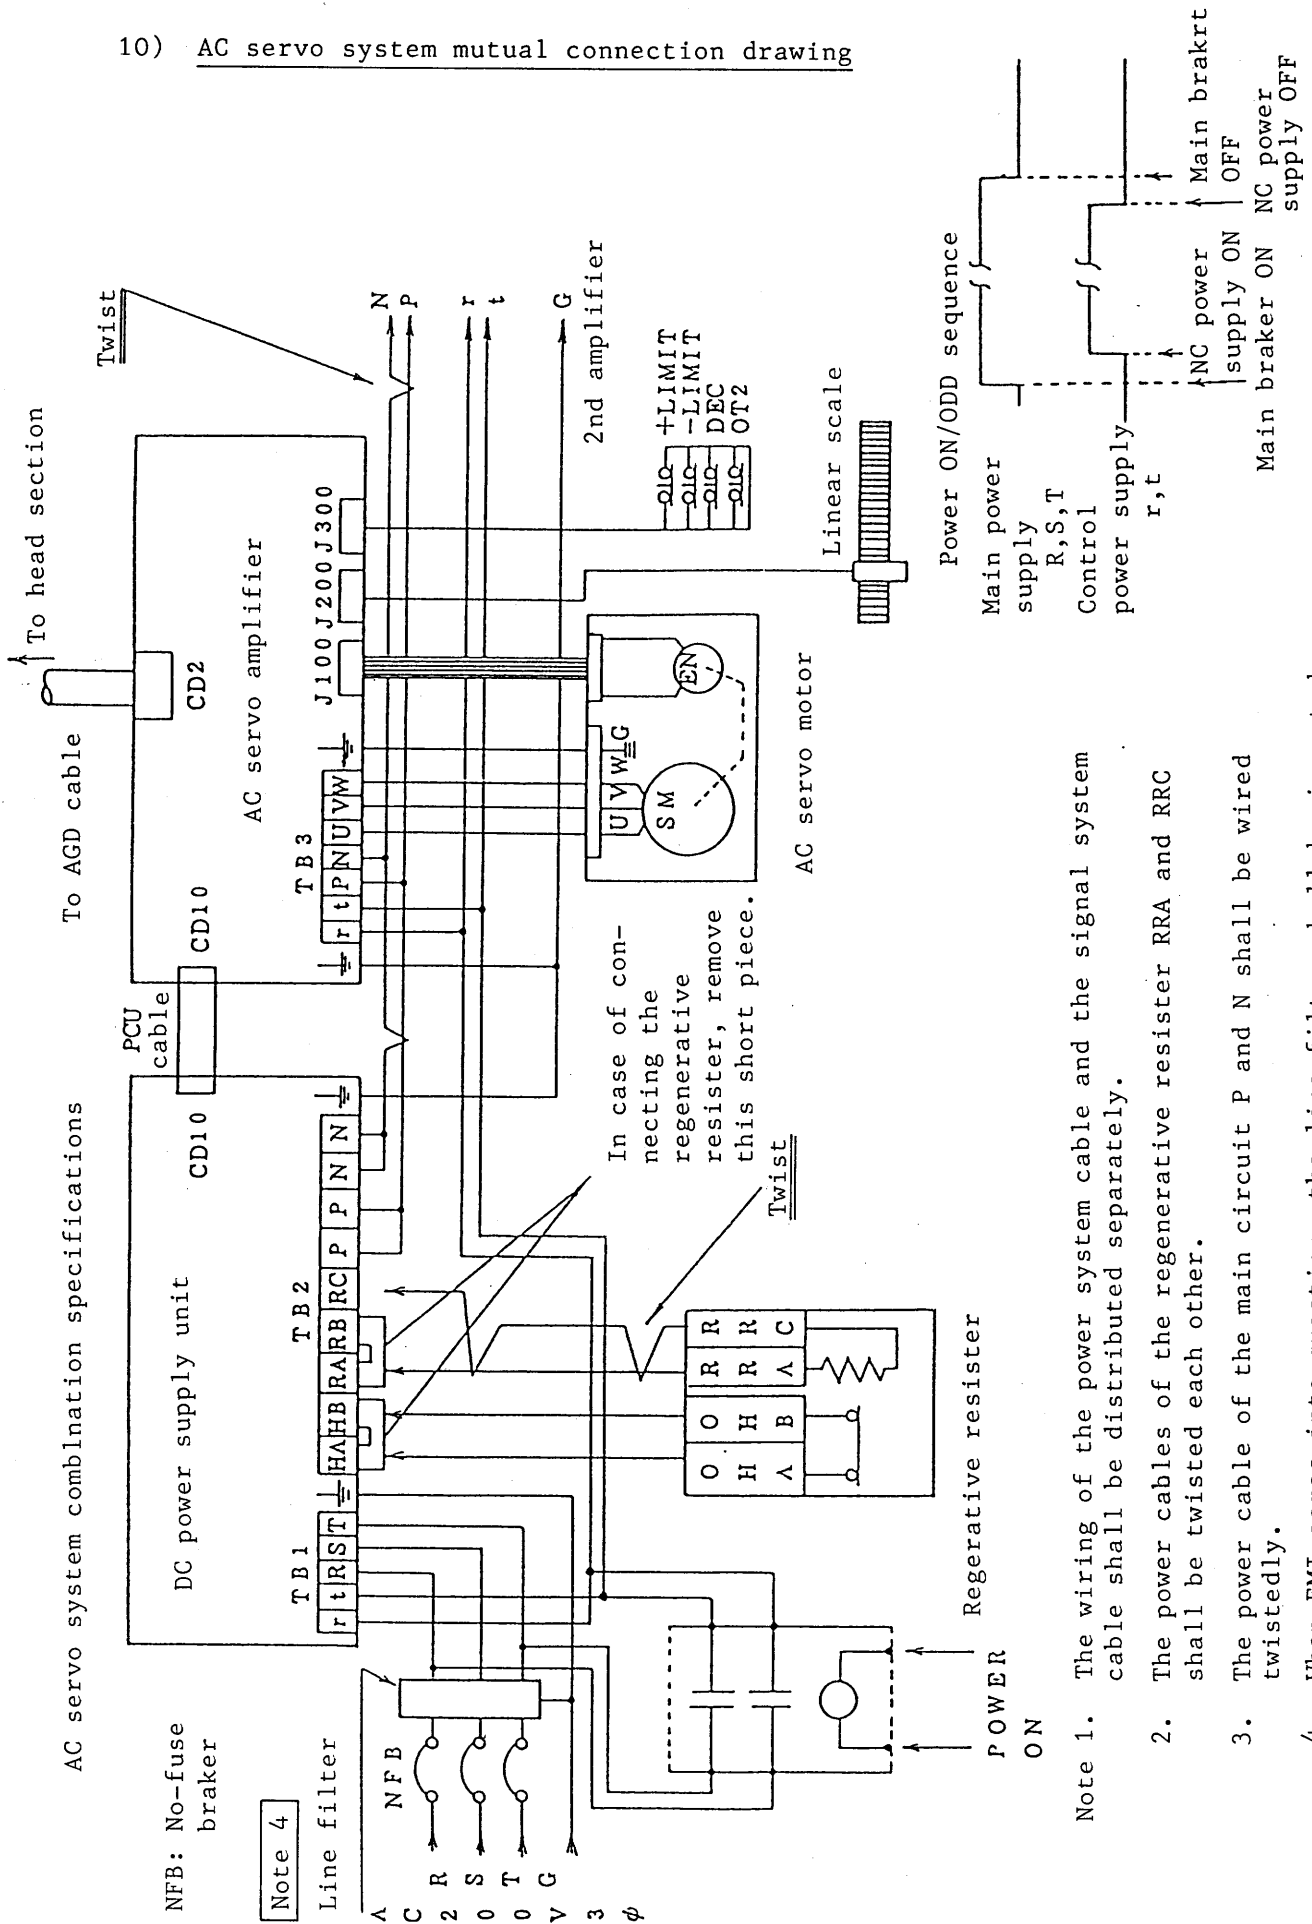 10) AC servo system mutual connection drawing
AC servo system comblnation specifications
To AGD cable
To head section
NFB: No-fuse
braker
Note 4
Line filter
DC power supply unit
CD10
PCU
cable
CD10
CD2
AC servo amplifier
Twist
TB1
r t R S T
TB2
HA HB RA RB RC P P N N
TB3
r t P N U V W
J100 J200 J300
NFB
R
S
T
G
AC200V 3φ
N
P
r
t
G
2nd amplifier
+LIMIT
-LIMIT
DEC
OT2
Linear scale
U V W G
SM
EN
AC servo motor
In case of con-
necting the
regenerative
resister, remove
this short piece.
Twist
OHA OHB RRA RRC
Regerative resister
POWER
ON
Power ON/ODD sequence
Main power
supply
R,S,T
Control
power supply
r,t
NC power
supply ON
Main braker ON
Main brakrt
OFF
NC power
supply OFF
Note 1. The wiring of the power system cable and the signal system
cable shall be distributed separately.
2. The power cables of the regenerative resister RRA and RRC
shall be twisted each other.
3. The power cable of the main circuit P and N shall be wired
twistedly.